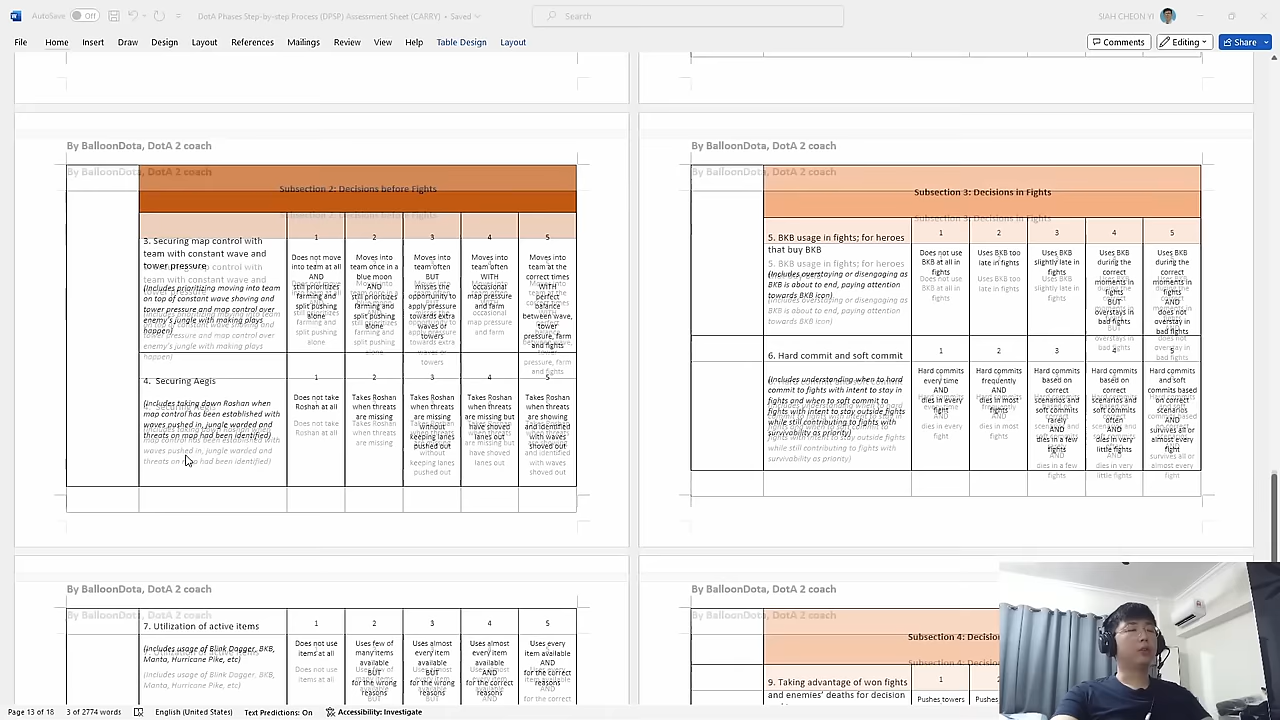 AutoSave Off
DotA Phases Step-by-step Process (DPSP) Assessment Sheet (CARRY) • Saved
Search
SIAH CHEON YI
File Home Insert Draw Design Layout References Mailings Review View Help Table Design Layout
Comments Editing Share
By BalloonDota, DotA 2 coach
Subsection 2: Decisions before Fights
3. Securing map control with
team with constant wave and
tower pressure
(Includes prioritizing moving into team
on top of constant wave shoving and
tower pressure and map control over
enemy's jungle with making plays
happen)
1
Does not move
into team at all
AND
still prioritizes
farming and
split pushing
alone
2
Moves into
team once in a
blue moon
AND
still prioritizes
farming and
split pushing
alone
3
Moves into
team often
BUT
misses the
opportunity to
apply pressure
towards extra
waves or
towers
4
Moves into
team often
WITH
occasional
map pressure
and farm
5
Moves into
team at the
correct times
WITH
perfect
balance
between wave,
tower
pressure, farm
and fights
4. Securing Aegis
(Includes taking down Roshan when
map control has been established with
waves pushed in, jungle warded and
threats on map had been identified)
1
Does not take
Roshan at all
2
Takes Roshan
when threats
are missing
3
Takes Roshan
when threats
are missing
without
keeping lanes
pushed out
4
Takes Roshan
when threats
are missing but
have shoved
lanes out
5
Takes Roshan
when threats
are showing
and identified
with waves
shoved out
By BalloonDota, DotA 2 coach
Subsection 3: Decisions in Fights
5. BKB usage in fights; for heroes
that buy BKB
(Includes overstaying or disengaging as
BKB is about to end, paying attention
towards BKB icon)
1
Does not use
BKB at all in
fights
2
Uses BKB too
late in fights
3
Uses BKB
slightly late in
fights
4
Uses BKB
during the
correct
moments in
fights
BUT
overstays in
bad fights
5
Uses BKB
during the
correct
moments in
fights
AND
does not
overstay in
bad fights
6. Hard commit and soft commit
(Includes understanding when to hard
commit to fights with intent to stay in
fights and when to soft commit to
fights with intent to stay outside fights
while still contributing to fights with
survivability as priority)
1
Hard commits
every time
AND
dies in every
fight
2
Hard commits
frequently
AND
dies in most
fights
3
Hard commits
based on
correct
scenarios and
soft commits
rarely
AND
dies in a few
fights
4
Hard commits
based on
correct
scenarios and
soft commits
often
AND
dies in very
little fights
5
Hard commits
and soft
commits based
on correct
scenarios
AND
survives all or
almost every
fight
By BalloonDota, DotA 2 coach
7. Utilization of active items
(Includes usage of Blink Dagger, BKB,
Manta, Hurricane Pike, etc)
1
Does not use
items at all
2
Uses few of
many items
available
BUT
for the wrong
reasons
3
Uses almost
every item
available
BUT
for the wrong
reasons
4
Uses almost
every item
available
AND
for the correct
reasons
5
Uses every
item available
AND
for the correct
reasons
By BalloonDota, DotA 2 coach
Subsection 4: Decisio
9. Taking advantage of won fights
and enemies' deaths for decision
1
Pushes towers
2
Page 13 of 18 3 of 2774 words English (United States) Text Predictions: On Accessibility: Investigate